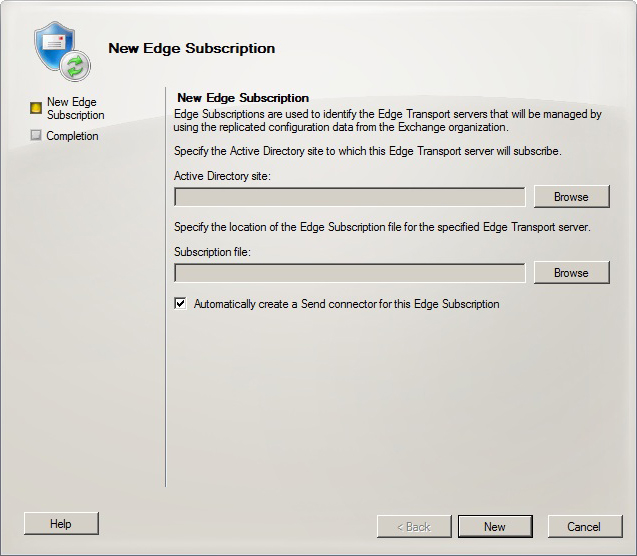 New Edge Subscription
New Edge
Subscription
Completion
New Edge Subscription
Edge Subscriptions are used to identify the Edge Transport servers that will be managed by
using the replicated configuration data from the Exchange organization.
Specify the Active Directory site to which this Edge Transport server will subscribe.
Active Directory site:
Browse
Specify the location of the Edge Subscription file for the specified Edge Transport server.
Subscription file:
Browse
Automatically create a Send connector for this Edge Subscription
Help
< Back
New
Cancel